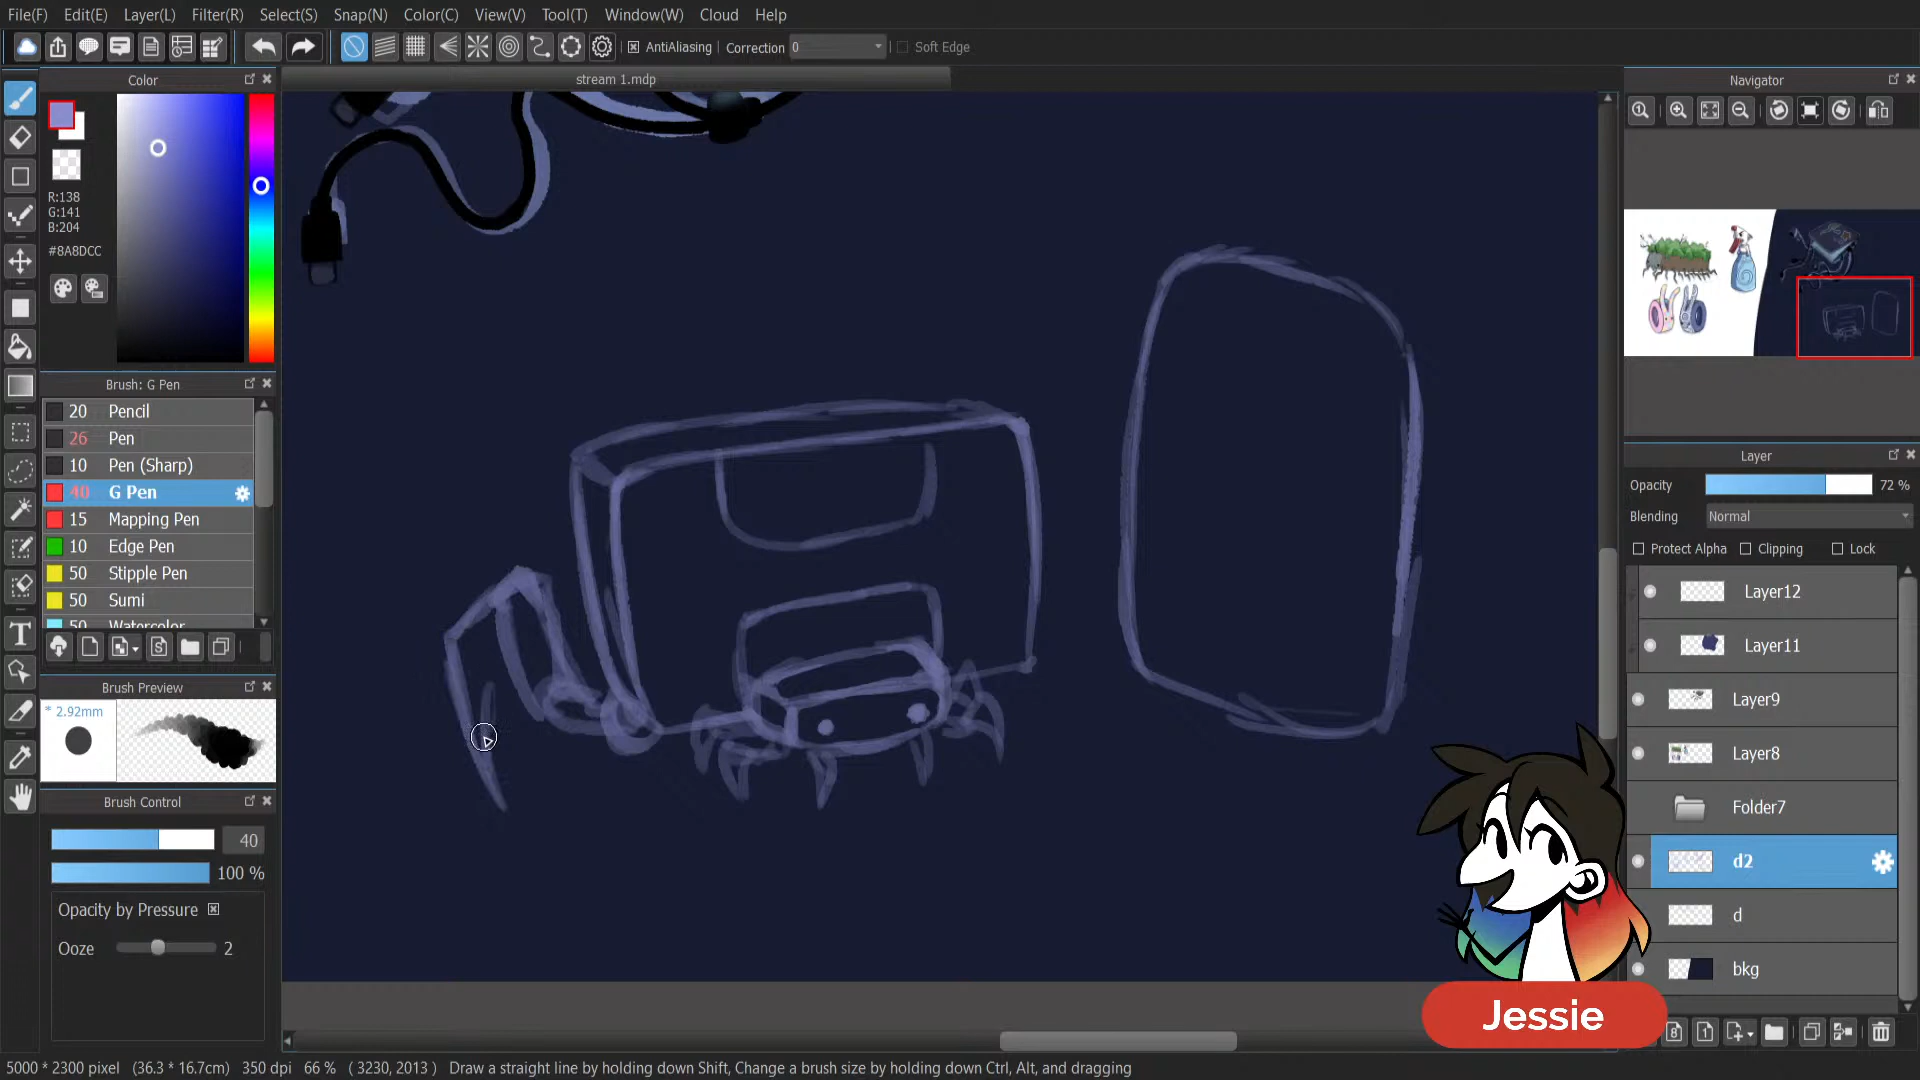 File(F) Edit(E) Layer(L) Filter(R) Select(S) Snap(N) Color(C) View(V) Tool(T) Window(W) Cloud Help
AntiAliasing Correction 0 Soft Edge
Color
stream 1.mdp
Navigator
R:138
G:141
B:204
#8A8DCC
Brush: G Pen
20 Pencil
26 Pen
10 Pen (Sharp)
40 G Pen
15 Mapping Pen
10 Edge Pen
50 Stipple Pen
50 Sumi
50 Watercolor
Brush Preview
* 2.92mm
Brush Control
40
100 %
Opacity by Pressure
Ooze 2
Layer
Opacity 72 %
Blending Normal
Protect Alpha Clipping Lock
Layer12
Layer11
Layer9
Layer8
Folder7
d2
d
bkg
Jessie
8 1
5000 * 2300 pixel (36.3 * 16.7cm) 350 dpi 66 % ( 3230, 2013 ) Draw a straight line by holding down Shift, Change a brush size by holding down Ctrl, Alt, and dragging